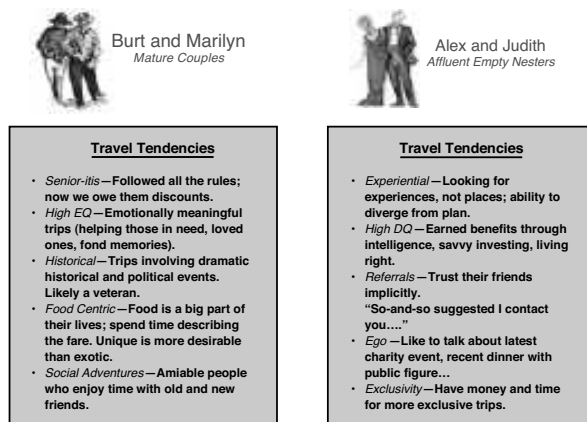 Burt and Marilyn
Mature Couples
Travel Tendencies
• Senior-itis—Followed all the rules;
now we owe them discounts.
• High EQ—Emotionally meaningful
trips (helping those in need, loved
ones, fond memories).
• Historical—Trips involving dramatic
historical and political events.
Likely a veteran.
• Food Centric—Food is a big part of
their lives; spend time describing
the fare. Unique is more desirable
than exotic.
• Social Adventures—Amiable people
who enjoy time with old and new
friends.
Alex and Judith
Affluent Empty Nesters
Travel Tendencies
• Experiential—Looking for
experiences, not places; ability to
diverge from plan.
• High DQ—Earned benefits through
intelligence, savvy investing, living
right.
• Referrals—Trust their friends
implicitly.
“So-and-so suggested I contact
you….”
• Ego—Like to talk about latest
charity event, recent dinner with
public figure…
• Exclusivity—Have money and time
for more exclusive trips.